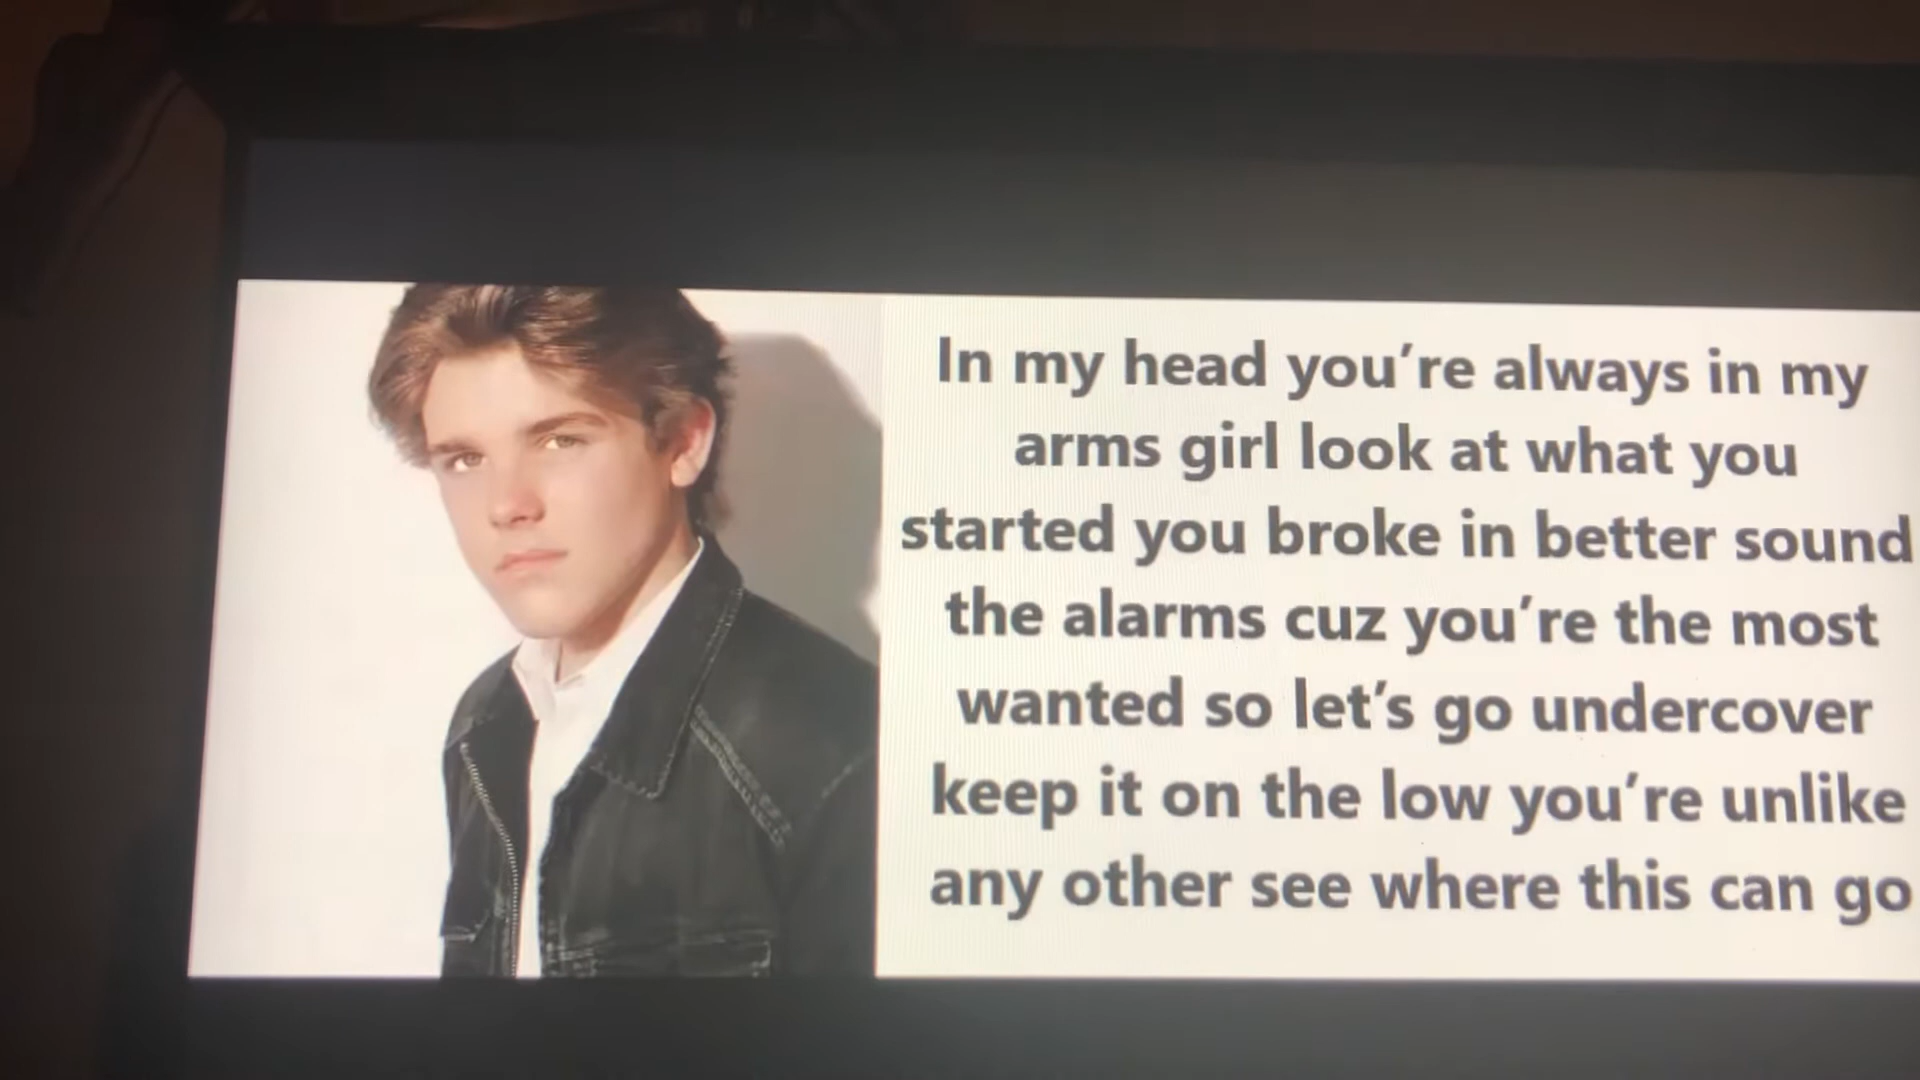 In my head you're always in my
arms girl look at what you
started you broke in better sound
the alarms cuz you're the most
wanted so let's go undercover
keep it on the low you're unlike
any other see where this can go